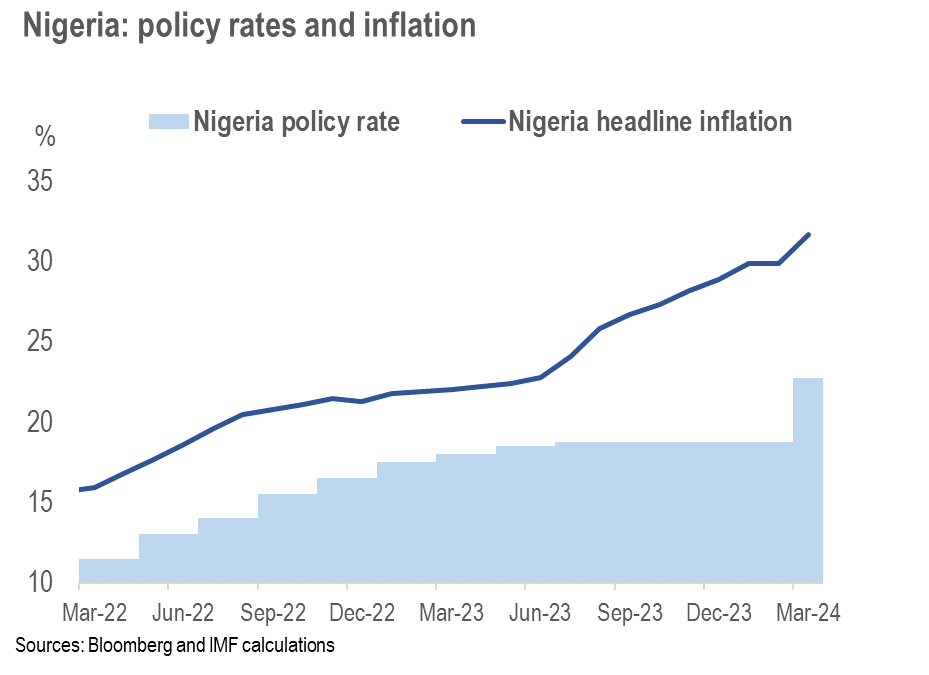 Nigeria: policy rates and inflation
Nigeria policy rate
Nigeria headline inflation
%
35
30
25
20
15
10
Mar-22 Jun-22 Sep-22 Dec-22 Mar-23 Jun-23 Sep-23 Dec-23 Mar-24
Sources: Bloomberg and IMF calculations